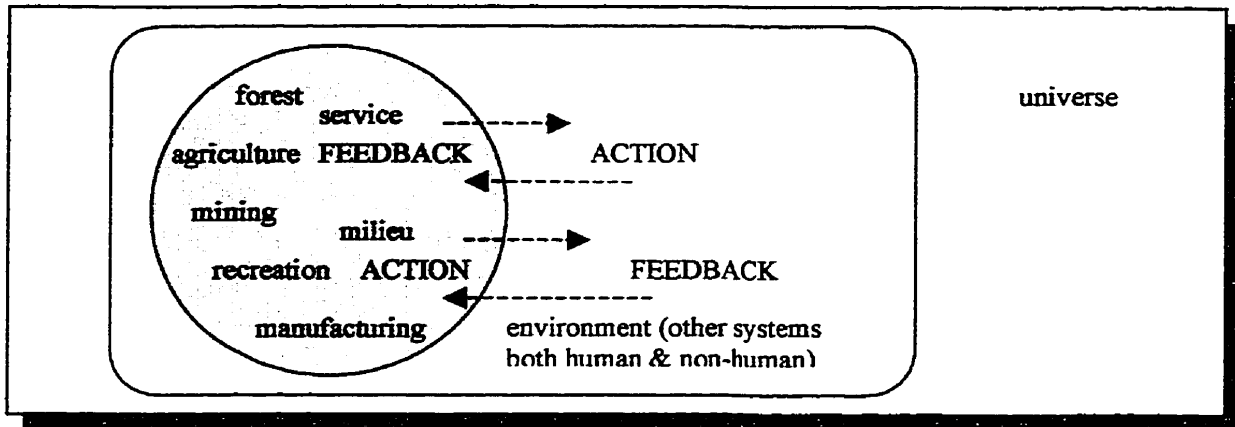 forest
universe
service
agriculture FEEDBACK ACTION
mining
milieu
recreation ACTION FEEDBACK
manufacturing environment (other systems
both human & non-human)